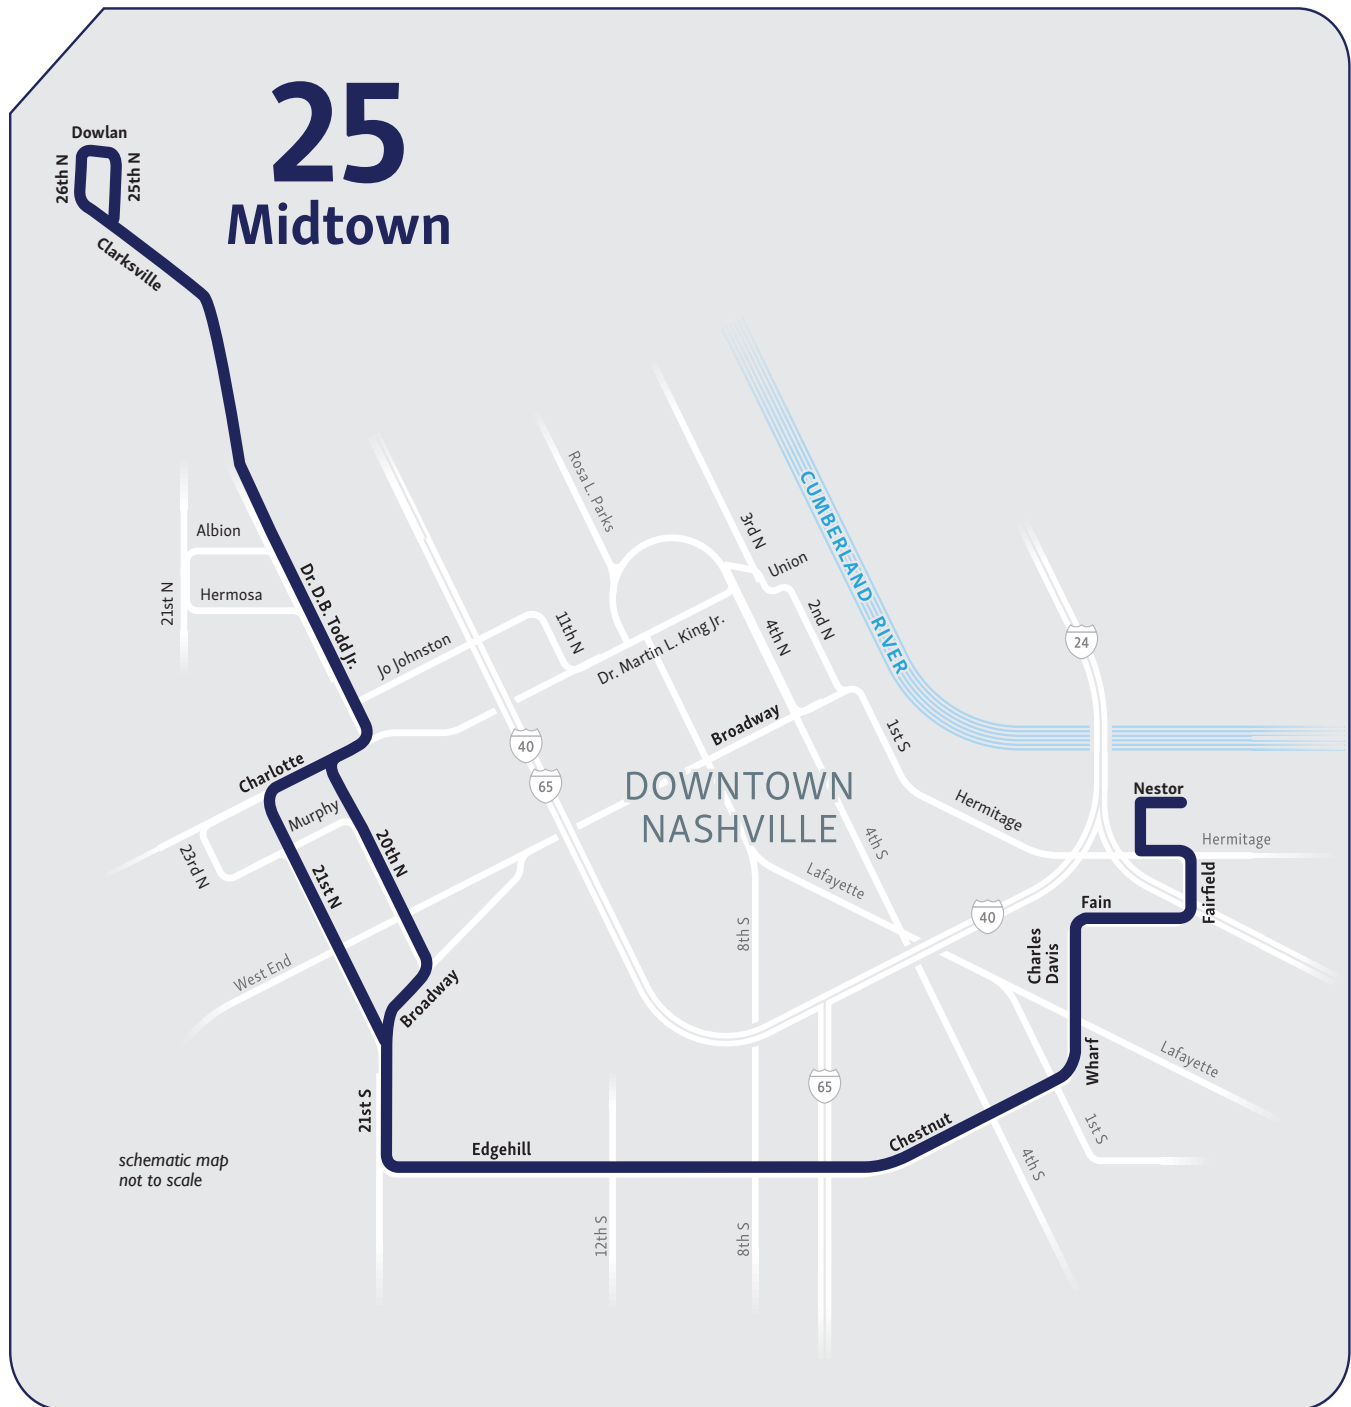 25
Midtown
Dowlan
26th N
25th N
Clarksville
Albion
21st N
Hermosa
Dr. D.B. Todd Jr.
Jo Johnston
11th N
Rosa L. Parks
3rd N
Union
2nd N
4th N
Dr. Martin L. King Jr.
CUMBERLAND RIVER
24
Broadway
1st S
40
65
Charlotte
Murphy
23rd N
20th N
21st N
DOWNTOWN
NASHVILLE
Hermitage
Nestor
Hermitage
Fairfield
4th S
Lafayette
8th S
40
Fain
Charles
Davis
West End
Broadway
Wharf
Lafayette
65
21st S
Edgehill
Chestnut
1st S
4th S
schematic map
not to scale
12th S
8th S